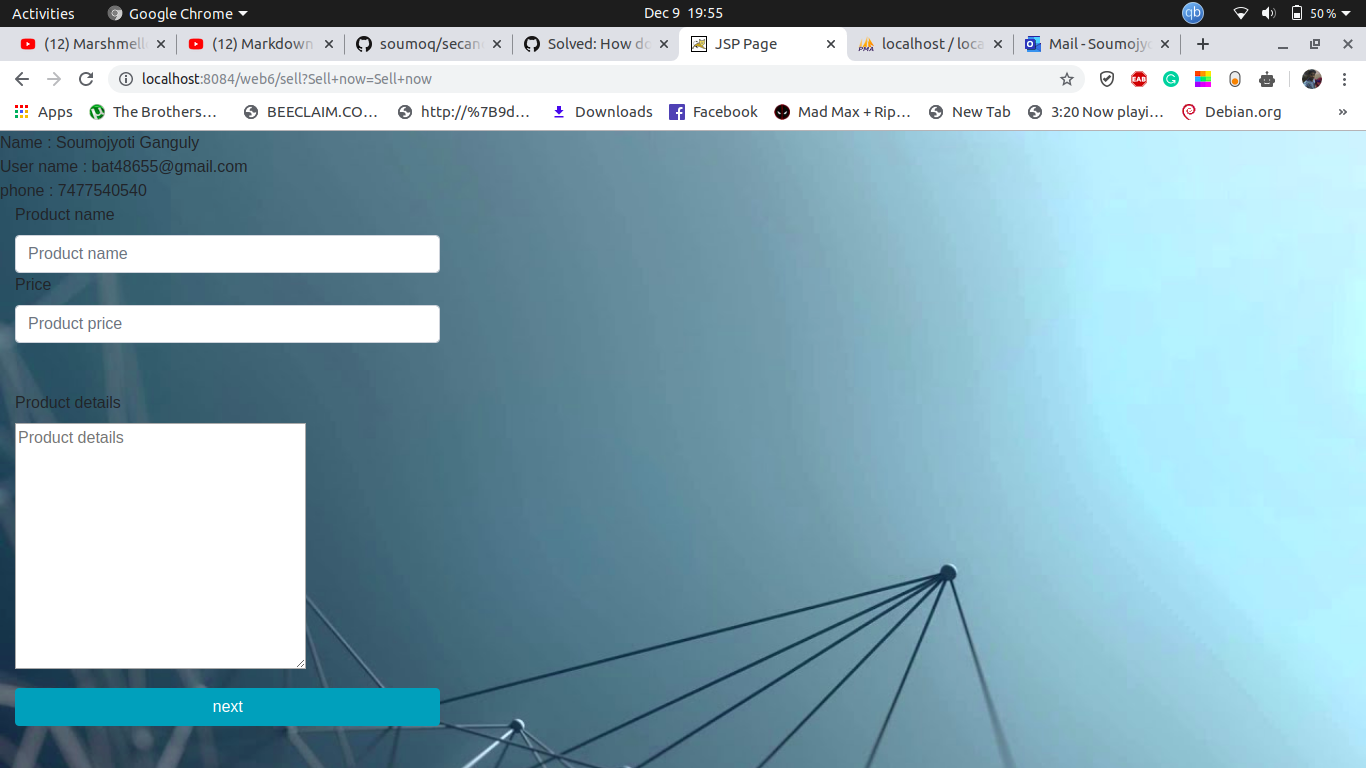 Activities Google Chrome Dec 9 19:55 qb 50 %
(12) Marshmell (12) Markdown soumoq/secan Solved: How do JSP Page localhost / loca Mail - Soumojy
localhost:8084/web6/sell?Sell+now=Sell+now
Apps The Brothers… BEECLAIM.CO… http://%7B9d… Downloads Facebook Mad Max + Rip… New Tab 3:20 Now playi… Debian.org »
Name : Soumojyoti Ganguly
User name : bat48655@gmail.com
phone : 7477540540
Product name
Product name
Price
Product price
Product details
Product details
next